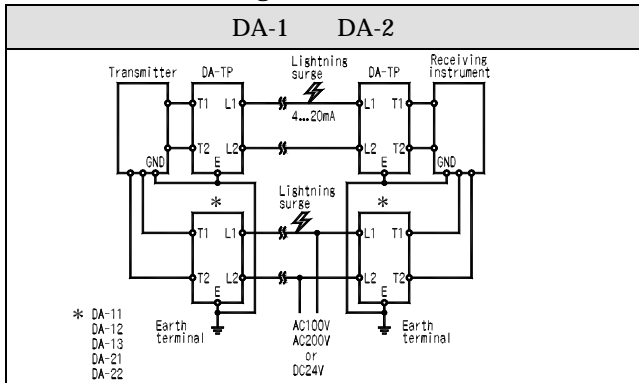 DA-1 DA-2
Transmitter DA-TP Lightning surge DA-TP Receiving instrument
T1 L1 4...20mA L1 T1
T2 L2 L2 T2
GND E E GND
* Lightning surge *
T1 L1 L1 T1
T2 L2 L2 T2
E E
* DA-11
DA-12
DA-13
DA-21
DA-22
Earth terminal
AC100V
AC200V
or
DC24V
Earth terminal